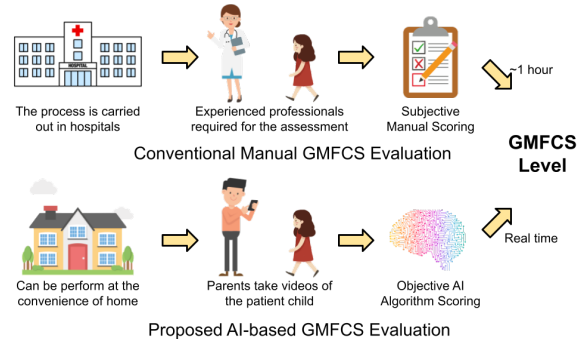 HOSPITAL
The process is carried
out in hospitals
Experienced professionals
required for the assessment
Subjective
Manual Scoring
~1 hour
Conventional Manual GMFCS Evaluation
GMFCS
Level
Can be perform at the
convenience of home
Parents take videos of
the patient child
Objective AI
Algorithm Scoring
Real time
Proposed AI-based GMFCS Evaluation